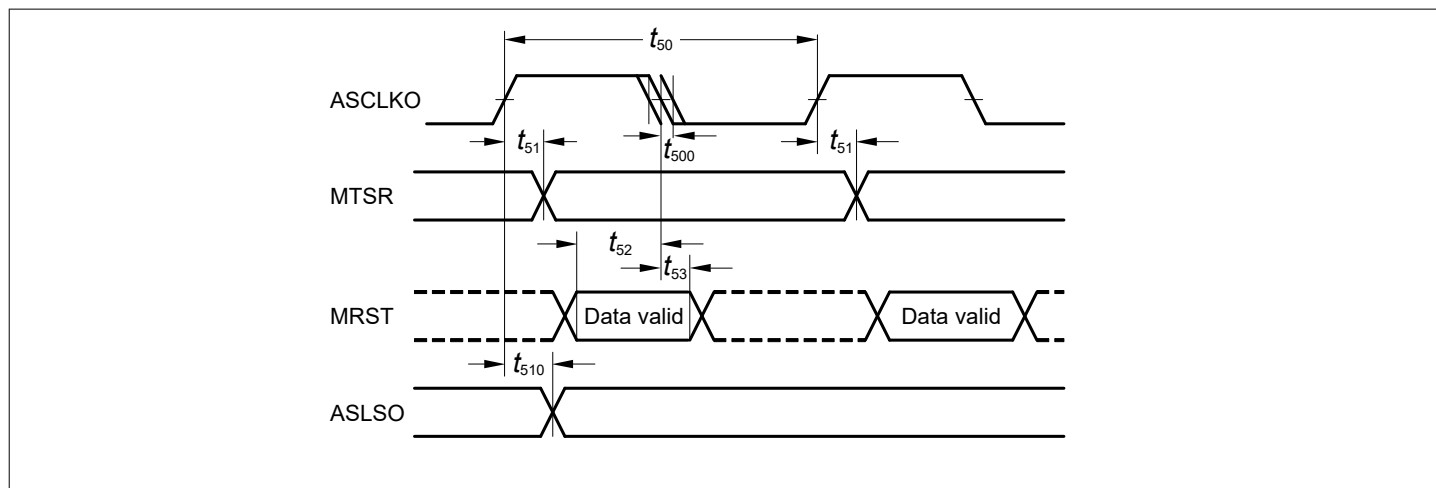 t50
ASCLKO
t51
t500
t51
MTSR
t52
t53
MRST
Data valid
Data valid
t510
ASLSO